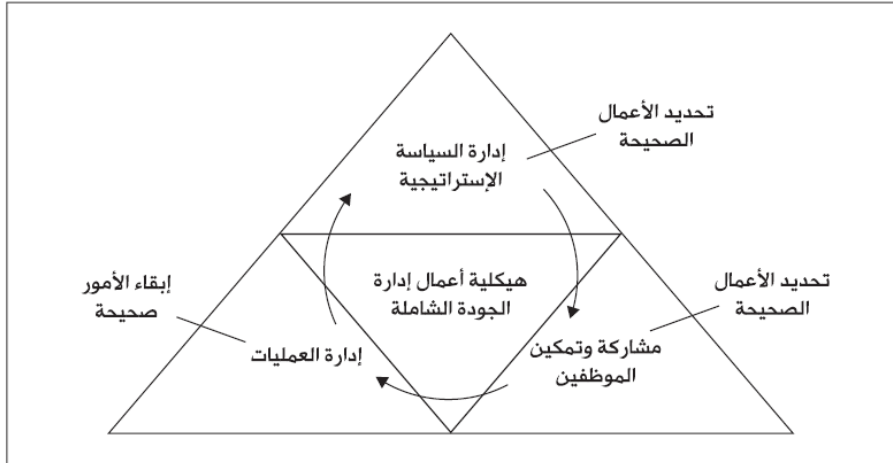 تحديد الأعمال
الصحيحة
إدارة السياسة
الإستراتيجية
هيكلية أعمال إدارة
الجودة الشاملة
تحديد الأعمال
الصحيحة
إبقاء الأمور
صحيحة
مشاركة وتمكين
الموظفين
إدارة العمليات